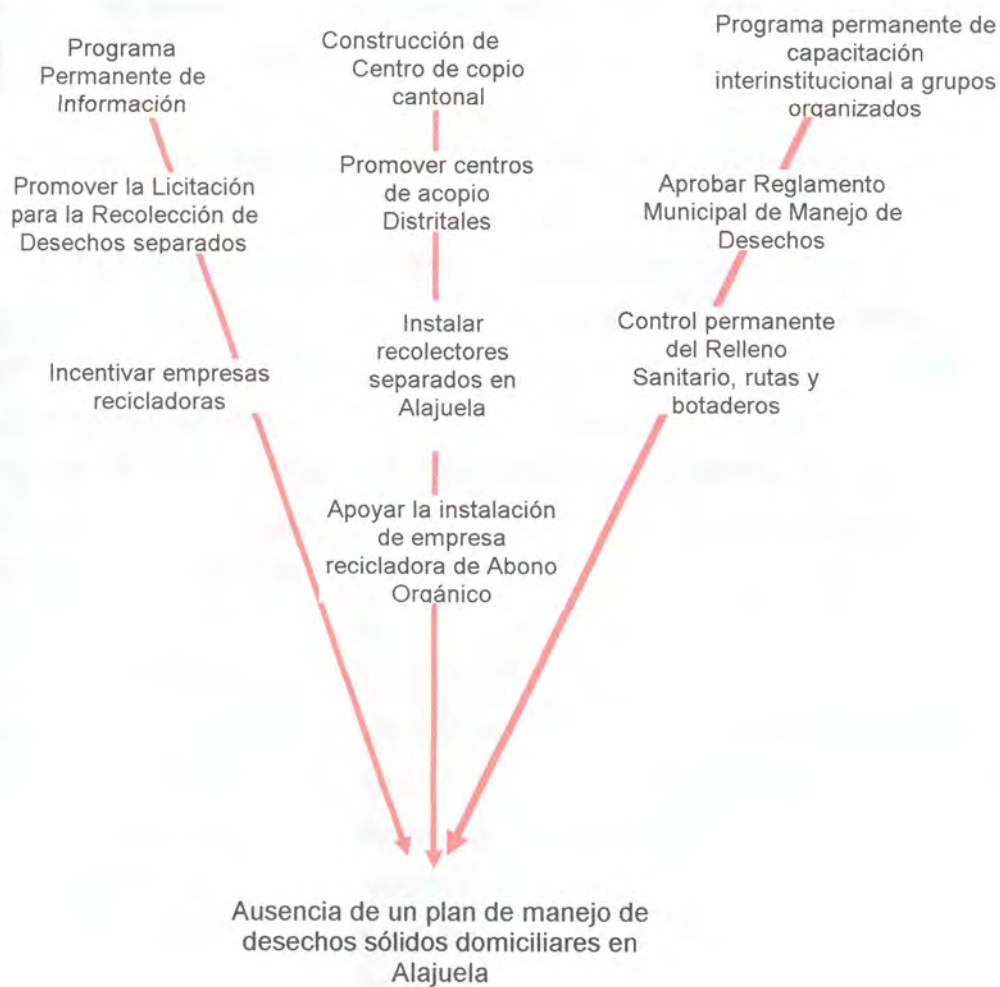 Programa
Permanente de
Información
Construcción de
Centro de copio
cantonal
Programa permanente de
capacitación
interinstitucional a grupos
organizados
Promover la Licitación
para la Recolección de
Desechos separados
Promover centros
de acopio
Distritales
Aprobar Reglamento
Municipal de Manejo de
Desechos
Incentivar empresas
recicladoras
Instalar
recolectores
separados en
Alajuela
Control permanente
del Relleno
Sanitario, rutas y
botaderos
Apoyar la instalación
de empresa
recicladora de Abono
Orgánico
Ausencia de un plan de manejo de
desechos sólidos domiciliares en
Alajuela